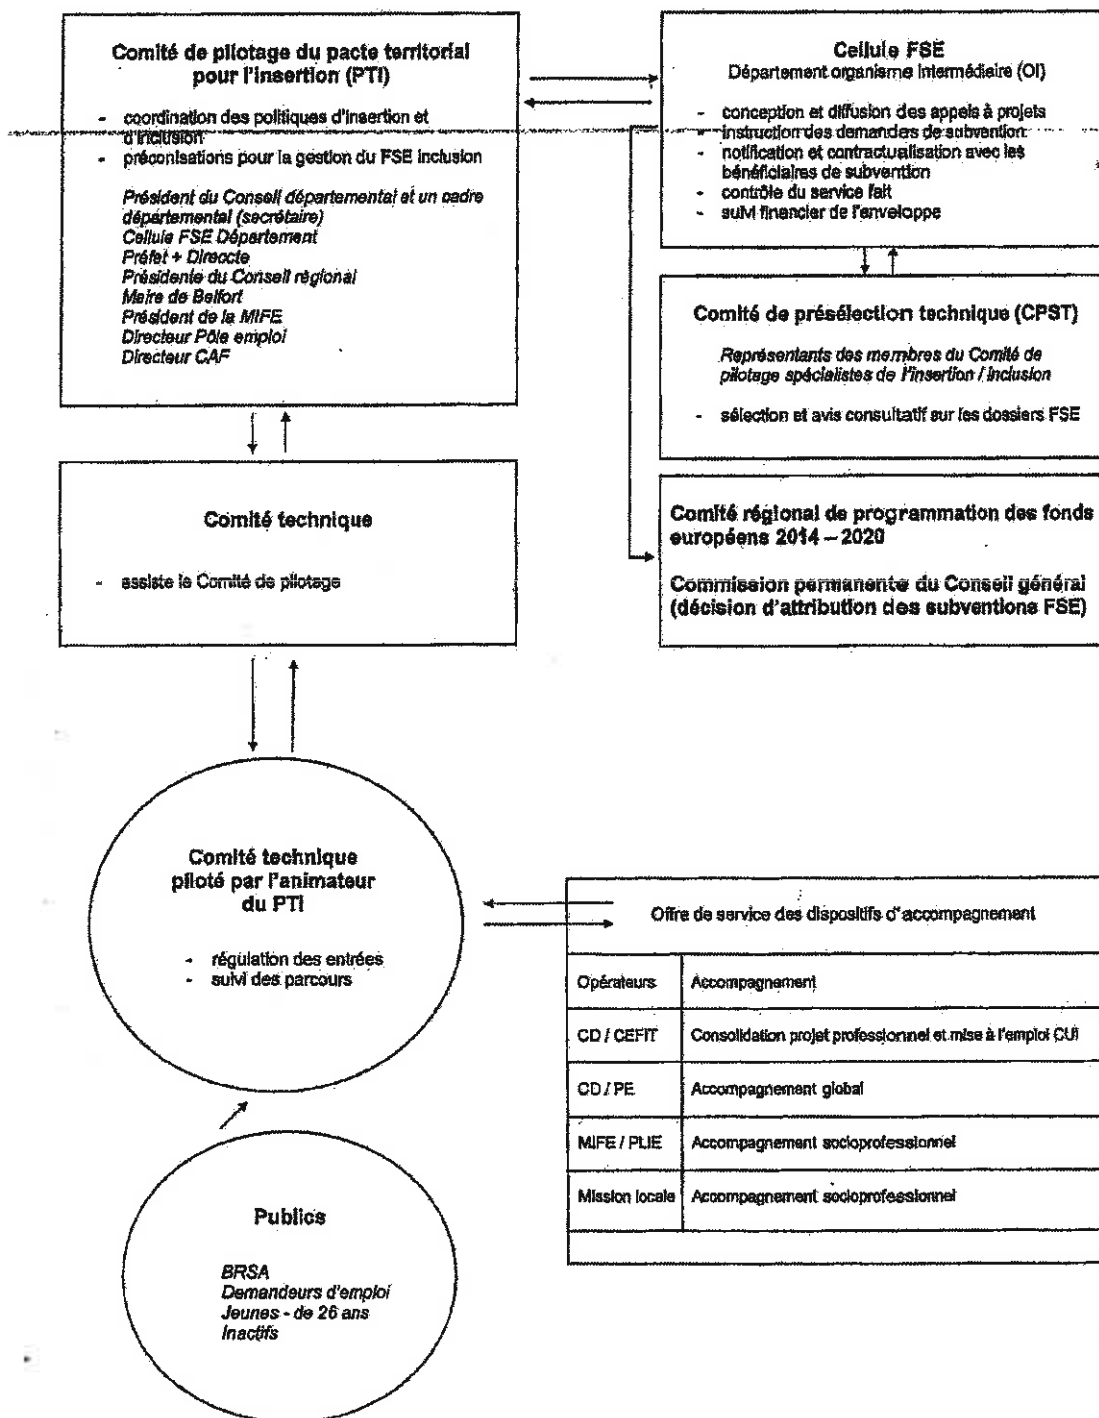 Comité de pilotage du pacte territorial
pour l'insertion (PTI)
- coordination des politiques d'insertion et
d'inclusion
- préconisations pour la gestion du FSE inclusion
Président du Conseil départemental et un cadre
départemental (secrétaire)
Cellule FSE Département
Préfet + Direccte
Présidente du Conseil régional
Maire de Belfort
Président de la MIFE
Directeur Pôle emploi
Directeur CAF
Cellule FSE
Département organisme Intermédiaire (OI)
- conception et diffusion des appels à projets
- instruction des demandes de subvention
- notification et contractualisation avec les
bénéficiaires de subvention
- contrôle du service fait
- suivi financier de l'enveloppe
Comité de présélection technique (CPST)
Représentants des membres du Comité de
pilotage spécialistes de l'insertion / inclusion
- sélection et avis consultatif sur les dossiers FSE
Comité technique
- assiste le Comité de pilotage
Comité régional de programmation des fonds
européens 2014 – 2020
Commission permanente du Conseil général
(décision d'attribution des subventions FSE)
Comité technique
piloté par l'animateur
du PTI
- régulation des entrées
- suivi des parcours
Offre de service des dispositifs d'accompagnement
Opérateurs Accompagnement
CD / CEFIT Consolidation projet professionnel et mise à l'emploi CUI
CD / PE Accompagnement global
MIFE / PLIE Accompagnement socioprofessionnel
Mission locale Accompagnement socioprofessionnel
Publics
BRSA
Demandeurs d'emploi
Jeunes - de 26 ans
Inactifs